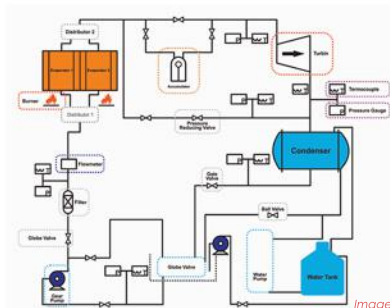 Distributor 2
Turbin
Evaporator 1
Evaporator 2
Accumulator
Burner
Termocouple
Distributor 1
Pressure Gauge
Pressure
Reducing Valve
Flowmeter
Condenser
Gate
Valve
Filter
Ball Valve
Globe Valve
Globe Valve
Gear
Pump
Water
Pump
Water Tank
Image